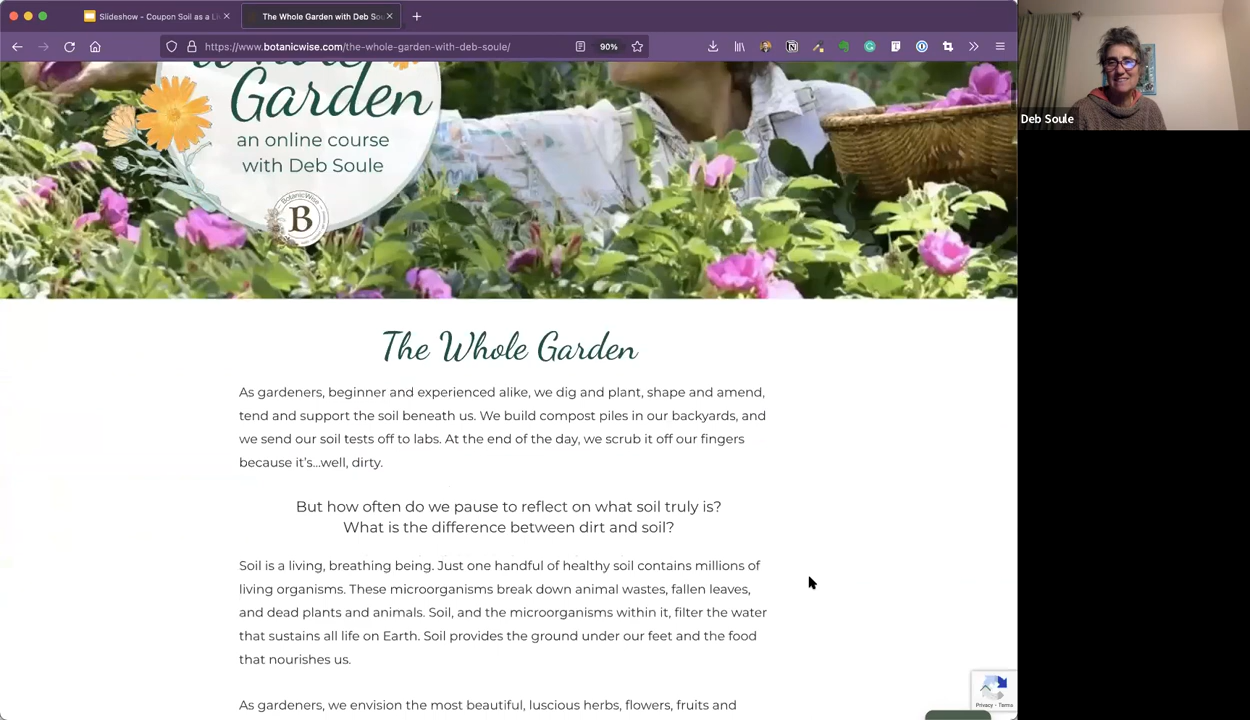 Slideshow - Coupon Soil as a Li
The Whole Garden with Deb Sou
https://www.botanicwise.com/the-whole-garden-with-deb-soule/
90%
Deb Soule
Garden
an online course
with Deb Soule
BotanicWise
B
The Whole Garden
As gardeners, beginner and experienced alike, we dig and plant, shape and amend,
tend and support the soil beneath us. We build compost piles in our backyards, and
we send our soil tests off to labs. At the end of the day, we scrub it off our fingers
because it's...well, dirty.
But how often do we pause to reflect on what soil truly is?
What is the difference between dirt and soil?
Soil is a living, breathing being. Just one handful of healthy soil contains millions of
living organisms. These microorganisms break down animal wastes, fallen leaves,
and dead plants and animals. Soil, and the microorganisms within it, filter the water
that sustains all life on Earth. Soil provides the ground under our feet and the food
that nourishes us.
As gardeners, we envision the most beautiful, luscious herbs, flowers, fruits and
Privacy - Terms